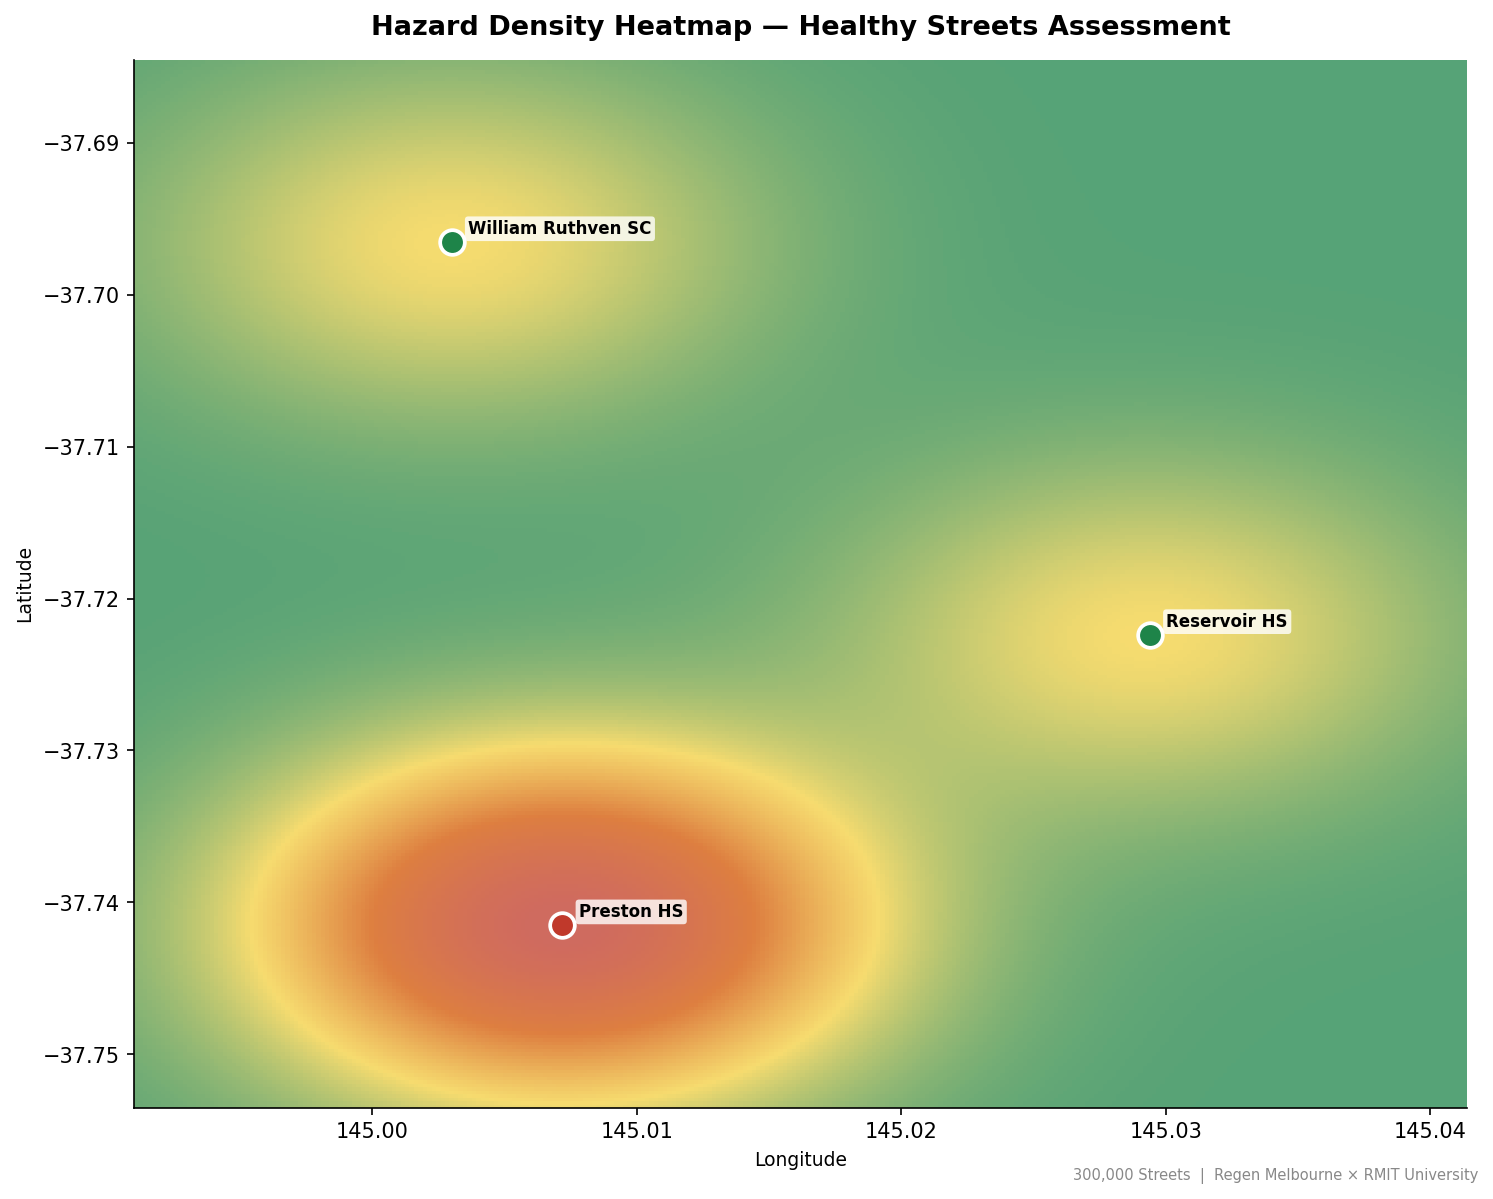 Hazard Density Heatmap — Healthy Streets Assessment
−37.69
William Ruthven SC
−37.70
−37.71
Latitude
−37.72
Reservoir HS
−37.73
−37.74
Preston HS
−37.75
145.00 145.01 145.02 145.03 145.04
Longitude
300,000 Streets | Regen Melbourne × RMIT University